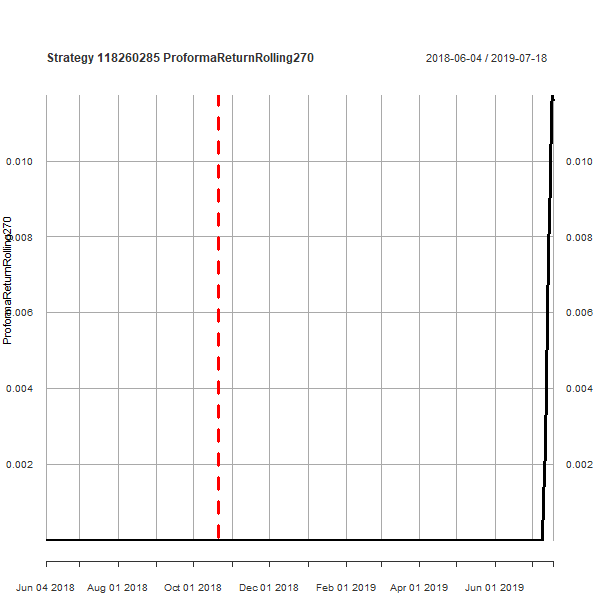 Strategy 118260285 ProformaReturnRolling270
2018-06-04 / 2019-07-18
ProformaReturnRolling270
0.010 0.010
0.008 0.008
0.006 0.006
0.004 0.004
0.002 0.002
Jun 04 2018 Aug 01 2018 Oct 01 2018 Dec 01 2018 Feb 01 2019 Apr 01 2019 Jun 01 2019